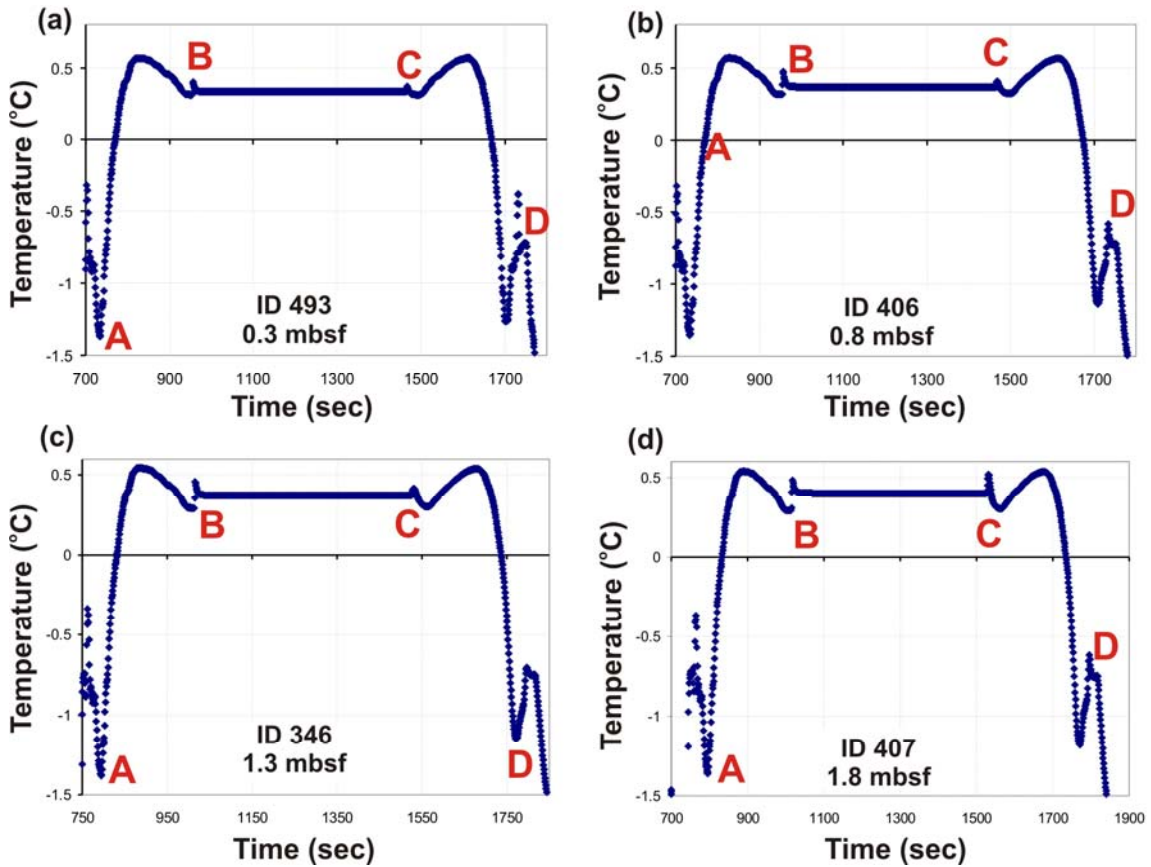 (a)
Temperature (°C)
0.5
0
-0.5
-1
-1.5
B
C
A
D
ID 493
0.3 mbsf
700 900 1100 1300 1500 1700
Time (sec)
(b)
Temperature (°C)
0.5
0
-0.5
-1
-1.5
B
C
A
D
ID 406
0.8 mbsf
700 900 1100 1300 1500 1700
Time (sec)
(c)
Temperature (°C)
0.5
0
-0.5
-1
-1.5
B
C
A
D
ID 346
1.3 mbsf
750 950 1150 1350 1550 1750
Time (sec)
(d)
Temperature (°C)
0.5
0
-0.5
-1
-1.5
B
C
D
A
ID 407
1.8 mbsf
700 900 1100 1300 1500 1700 1900
Time (sec)